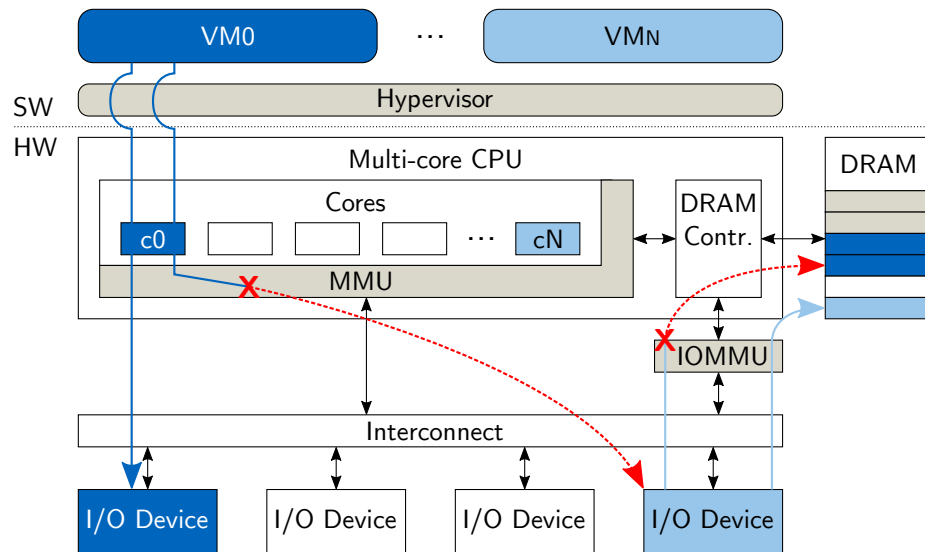 VM0
...
VMN
SW
Hypervisor
HW
Multi-core CPU
DRAM
Cores
DRAM
Contr.
c0
...
cN
MMU
X
X
IOMMU
Interconnect
I/O Device
I/O Device
I/O Device
I/O Device